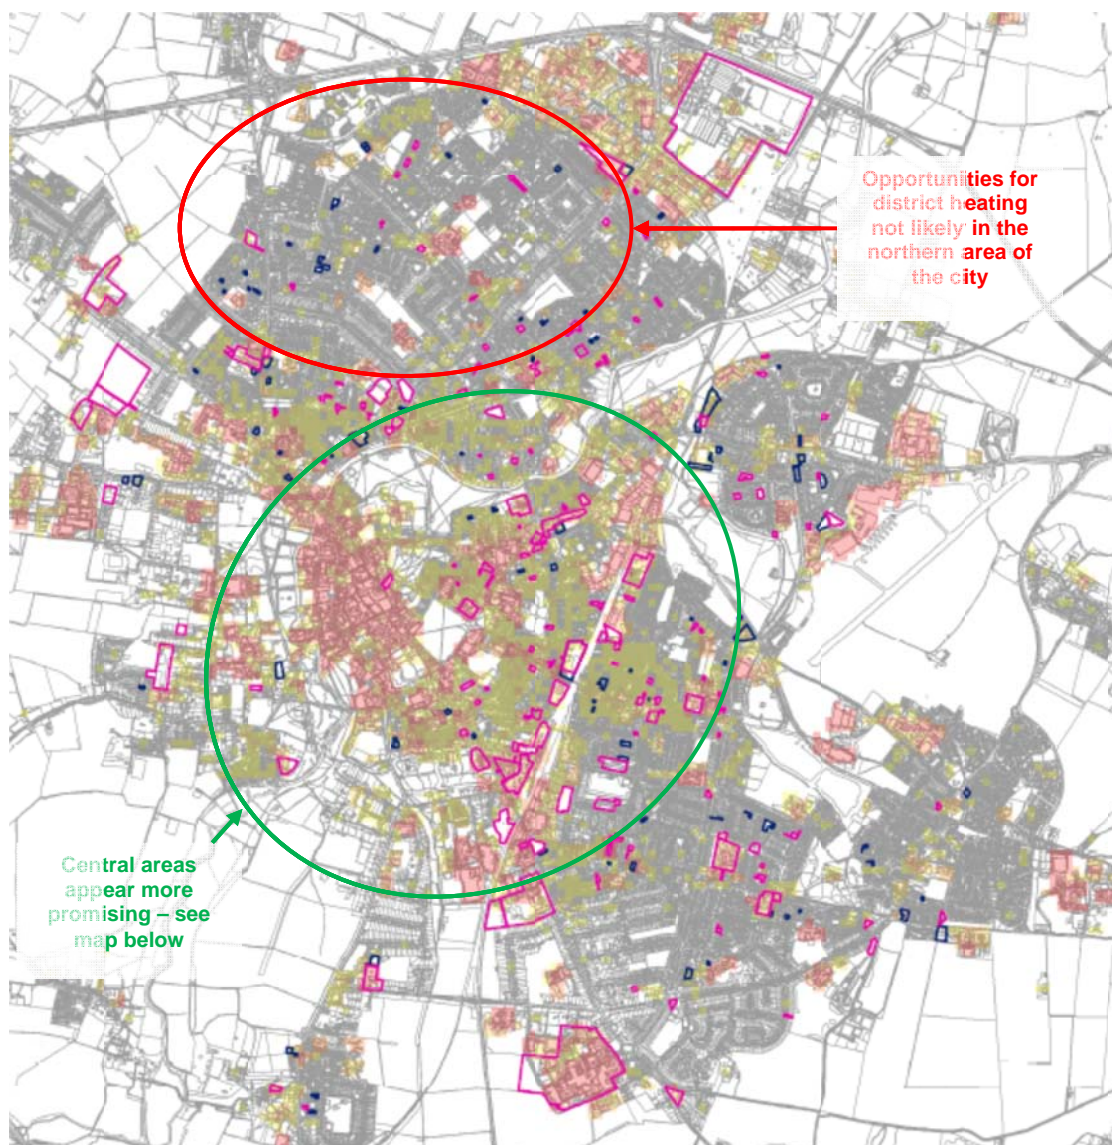 Opportunities for
district heating
not likely in the
northern area of
the city
Central areas
appear more
promising – see
map below